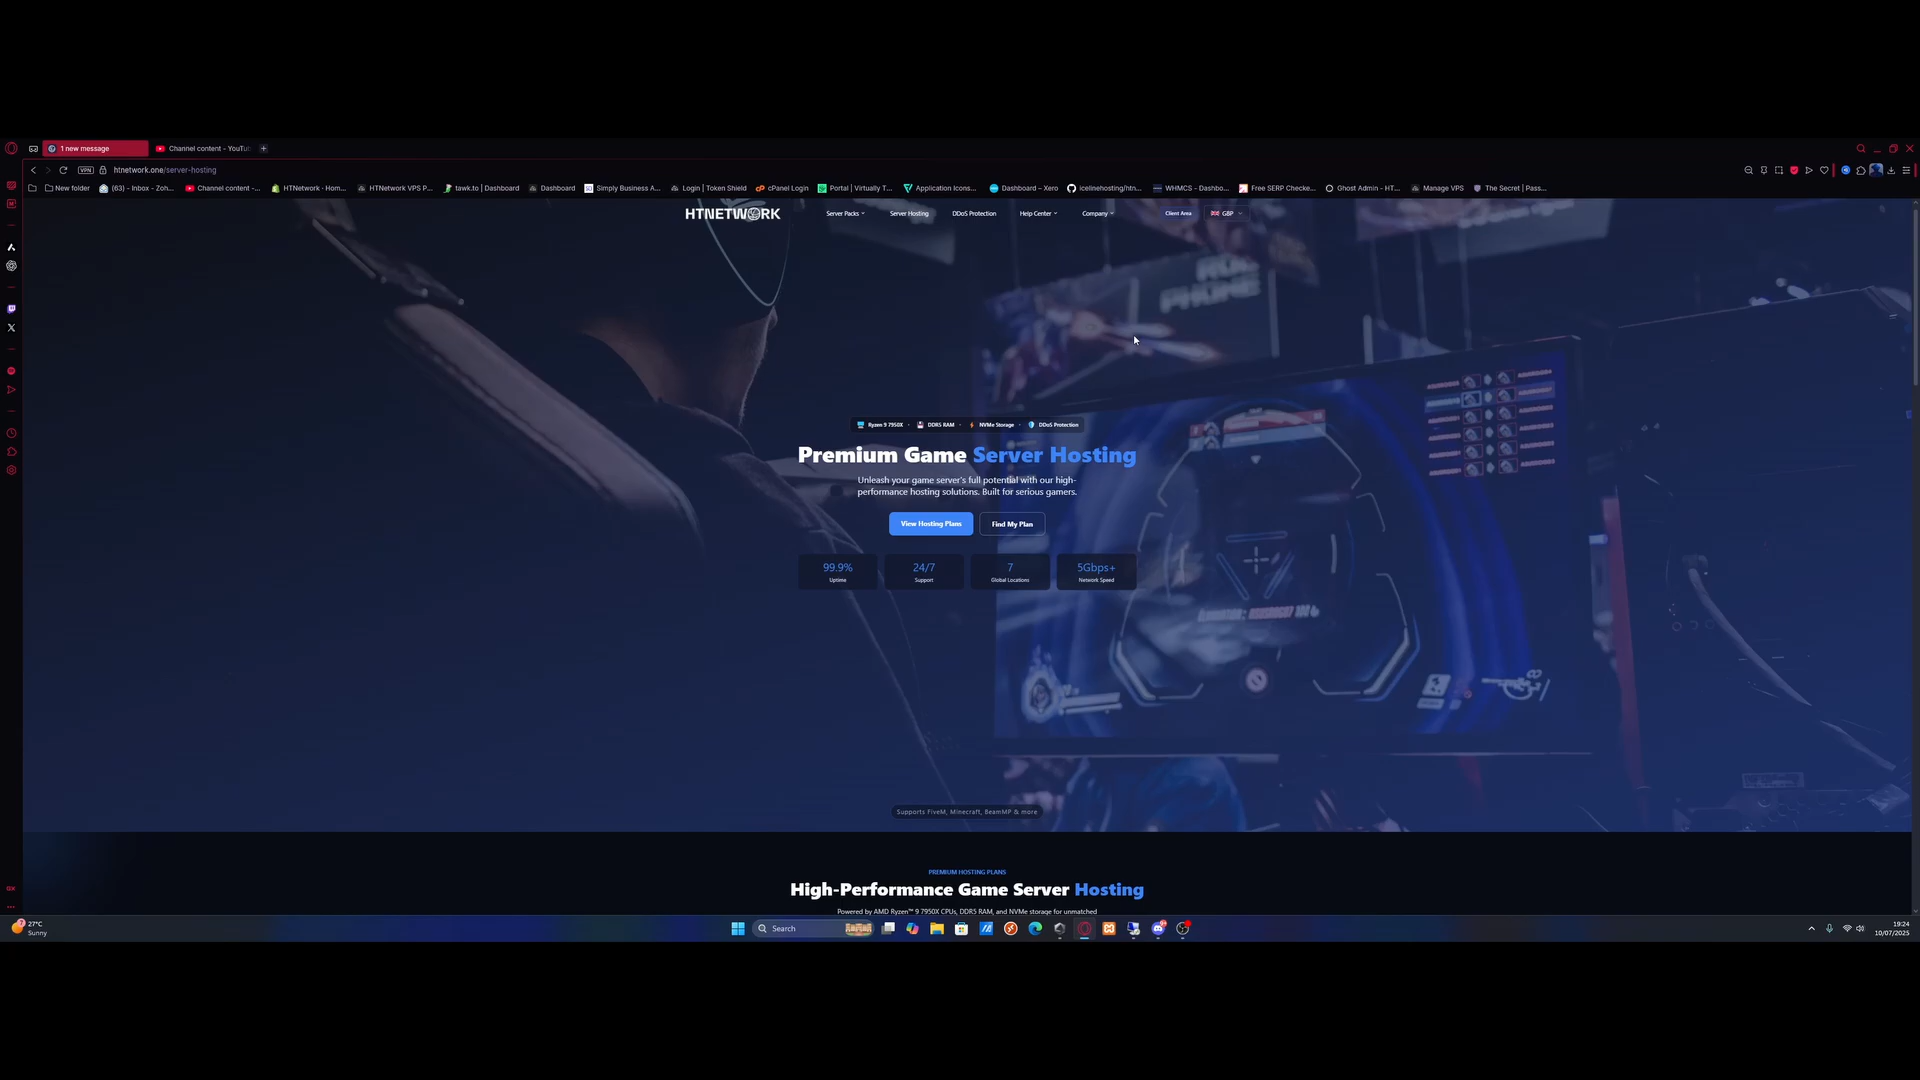 1 new message
Channel content - YouTu
VPN
htnetwork.one/server-hosting
New folder
(63) - Inbox - Zoh...
Channel content -...
HTNetwork - Hom...
HTNetwork VPS P...
tawk.to | Dashboard
Dashboard
Simply Business A...
Login | Token Shield
cPanel Login
Portal | Virtually T...
Application Icons...
Dashboard – Xero
icelinehosting/htn...
WHMCS - Dashbo...
Free SERP Checke...
Ghost Admin - HT...
Manage VPS
The Secret | Pass...
HTNETWORK
Server Packs
Server Hosting
DDoS Protection
Help Center
Company
Client Area
GBP
ROG
PHONE
Ryzen 9 7950X • DDR5 RAM • NVMe Storage • DDoS Protection
Premium Game Server Hosting
Unleash your game server's full potential with our high-
performance hosting solutions. Built for serious gamers.
View Hosting Plans
Find My Plan
99.9%
Uptime
24/7
Support
7
Global Locations
5Gbps+
Network Speed
Supports FiveM, Minecraft, BeamMP & more
PREMIUM HOSTING PLANS
High-Performance Game Server Hosting
Powered by AMD Ryzen™ 9 7950X CPUs, DDR5 RAM, and NVMe storage for unmatched
27°C
Sunny
Search
19:24
10/07/2025